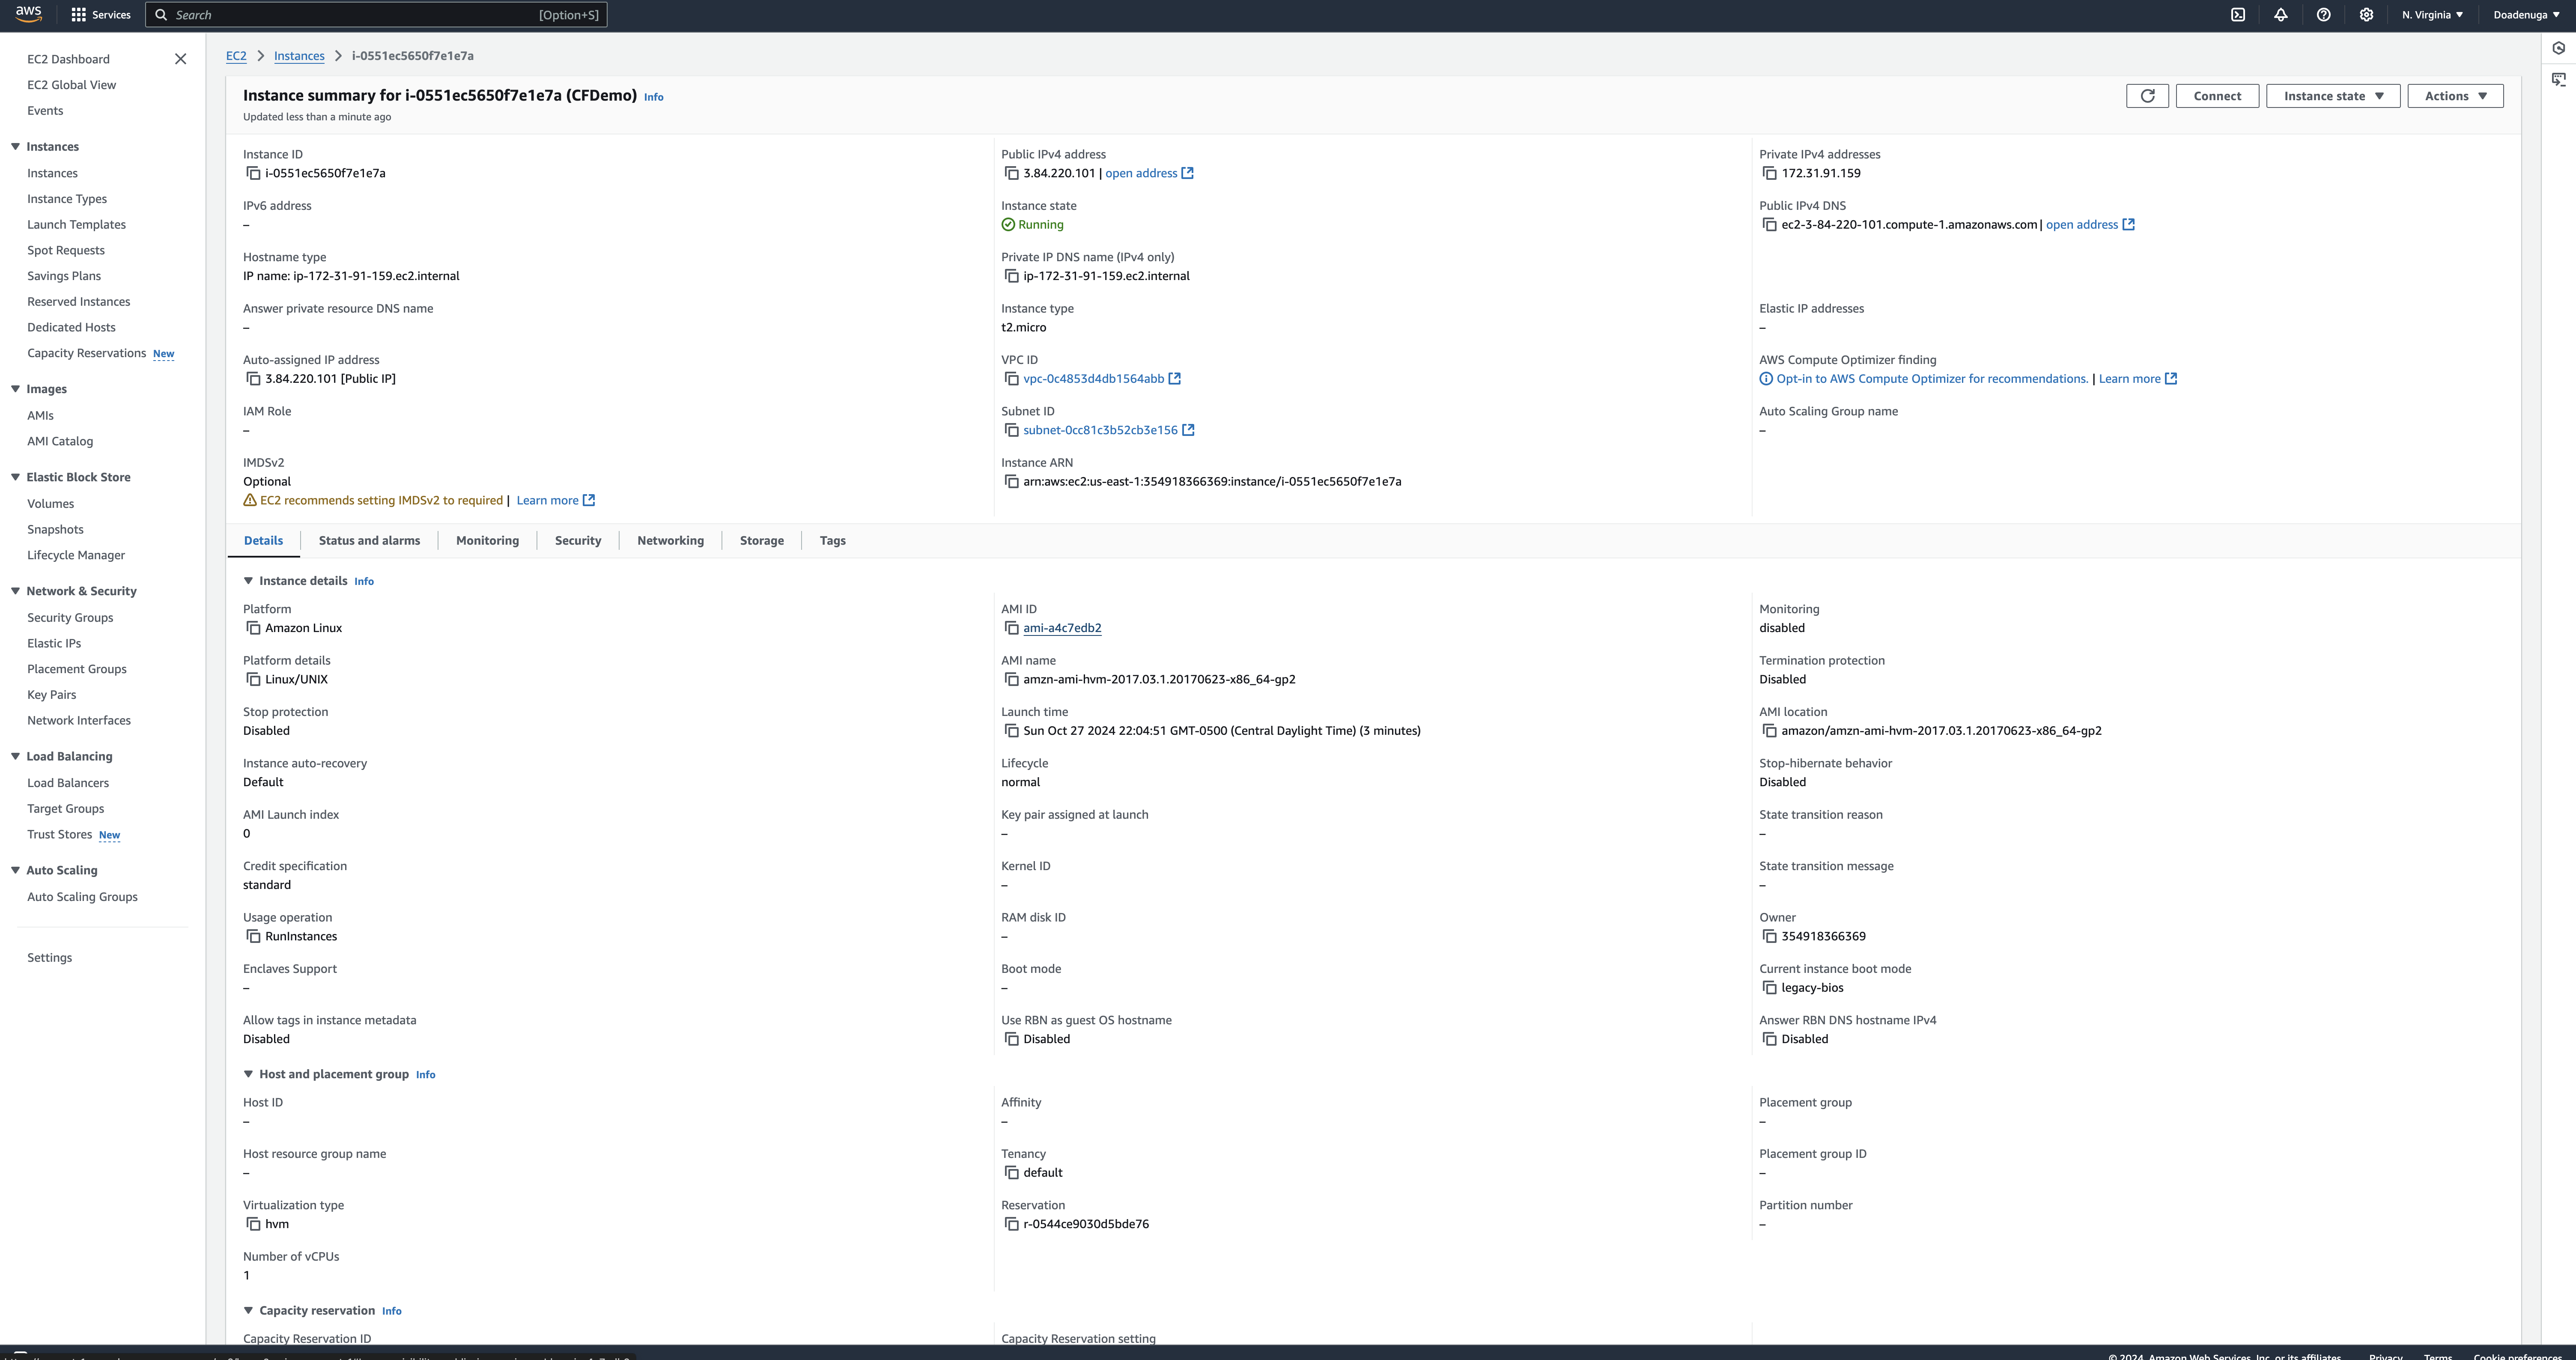 aws Services Search [Option+S] N. Virginia Doadenuga
EC2 Dashboard
EC2 Global View
Events
Instances
Instances
Instance Types
Launch Templates
Spot Requests
Savings Plans
Reserved Instances
Dedicated Hosts
Capacity Reservations New
Images
AMIs
AMI Catalog
Elastic Block Store
Volumes
Snapshots
Lifecycle Manager
Network & Security
Security Groups
Elastic IPs
Placement Groups
Key Pairs
Network Interfaces
Load Balancing
Load Balancers
Target Groups
Trust Stores New
Auto Scaling
Auto Scaling Groups
Settings
EC2 > Instances > i-0551ec5650f7e1e7a
Instance summary for i-0551ec5650f7e1e7a (CFDemo) Info
Updated less than a minute ago
Connect Instance state Actions
Instance ID
i-0551ec5650f7e1e7a
Public IPv4 address
3.84.220.101 | open address
Private IPv4 addresses
172.31.91.159
IPv6 address
–
Instance state
Running
Public IPv4 DNS
ec2-3-84-220-101.compute-1.amazonaws.com | open address
Hostname type
IP name: ip-172-31-91-159.ec2.internal
Private IP DNS name (IPv4 only)
ip-172-31-91-159.ec2.internal
Answer private resource DNS name
–
Instance type
t2.micro
Elastic IP addresses
–
Auto-assigned IP address
3.84.220.101 [Public IP]
VPC ID
vpc-0c4853d4db1564abb
AWS Compute Optimizer finding
Opt-in to AWS Compute Optimizer for recommendations. | Learn more
IAM Role
–
Subnet ID
subnet-0cc81c3b52cb3e156
Auto Scaling Group name
–
IMDSv2
Optional
EC2 recommends setting IMDSv2 to required | Learn more
Instance ARN
arn:aws:ec2:us-east-1:354918366369:instance/i-0551ec5650f7e1e7a
Details Status and alarms Monitoring Security Networking Storage Tags
Instance details Info
Platform
Amazon Linux
AMI ID
ami-a4c7edb2
Monitoring
disabled
Platform details
Linux/UNIX
AMI name
amzn-ami-hvm-2017.03.1.20170623-x86_64-gp2
Termination protection
Disabled
Stop protection
Disabled
Launch time
Sun Oct 27 2024 22:04:51 GMT-0500 (Central Daylight Time) (3 minutes)
AMI location
amazon/amzn-ami-hvm-2017.03.1.20170623-x86_64-gp2
Instance auto-recovery
Default
Lifecycle
normal
Stop-hibernate behavior
Disabled
AMI Launch index
0
Key pair assigned at launch
–
State transition reason
–
Credit specification
standard
Kernel ID
–
State transition message
–
Usage operation
RunInstances
RAM disk ID
–
Owner
354918366369
Enclaves Support
–
Boot mode
–
Current instance boot mode
legacy-bios
Allow tags in instance metadata
Disabled
Use RBN as guest OS hostname
Disabled
Answer RBN DNS hostname IPv4
Disabled
Host and placement group Info
Host ID
–
Affinity
–
Placement group
–
Host resource group name
–
Tenancy
default
Placement group ID
–
Virtualization type
hvm
Reservation
r-0544ce9030d5bde76
Partition number
–
Number of vCPUs
1
Capacity reservation Info
Capacity Reservation ID
Capacity Reservation setting
© 2024, Amazon Web Services, Inc. or its affiliates. Privacy Terms Cookie preferences